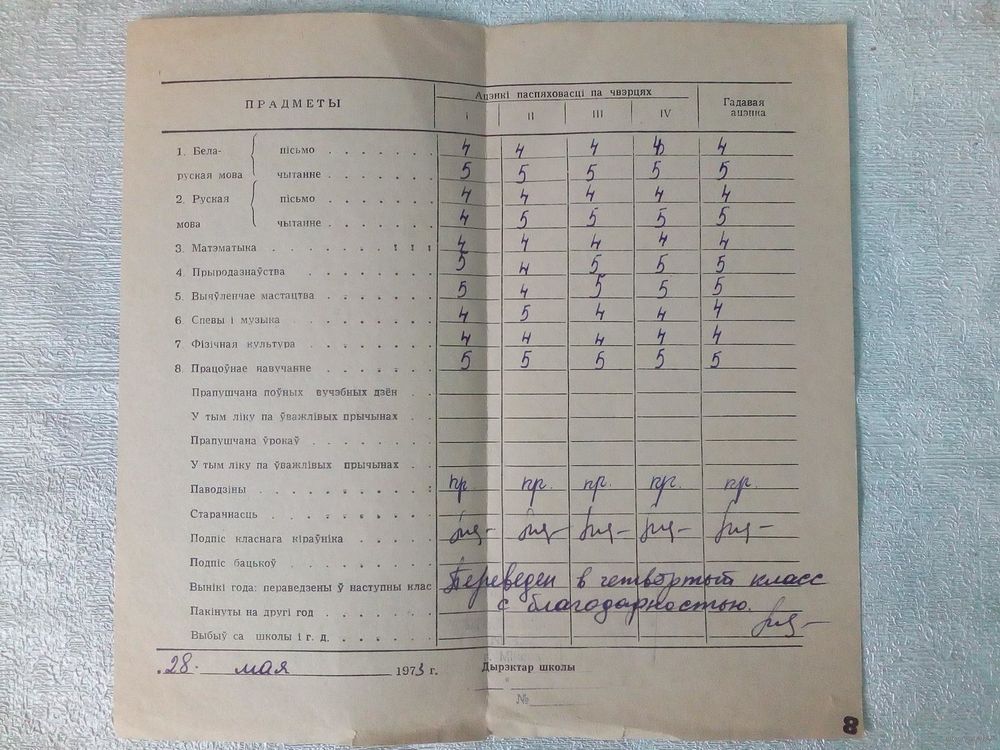 ПРАДМЕТЫ Ацэнкі паспяховасці па чвэрцях Гадавая ацэнка
I II III IV
1. Бела- пісьмо 4 4 4 4 4
руская мова чытанне 5 5 5 5 5
2. Руская пісьмо 4 4 4 4 4
мова чытанне 4 5 5 5 5
3. Матэматыка 4 4 4 4 4
4. Прыродазнаўства 5 4 5 5 5
5. Выяўленчае мастацтва 5 4 5 5 5
6. Спевы і музыка 4 5 4 4 4
7. Фізічная культура 4 4 4 4 4
8. Працоўнае навучанне 5 5 5 5 5
Прапушчана поўных вучэбных дзён
У тым ліку па ўважлівых прычынах
Прапушчана ўрокаў
У тым ліку па ўважлівых прычынах
Паводзіны пр. пр. пр. пр. пр.
Стараннасць
Подпіс класнага кіраўніка
Подпіс бацькоў
Вынікі года: пераведзены ў наступны клас Переведен в четвёртый класс
Пакінуты на другі год с благодарностью.
Выбыў са школы і г. д.
28. мая 1973 г. Дырэктар школы
№
8